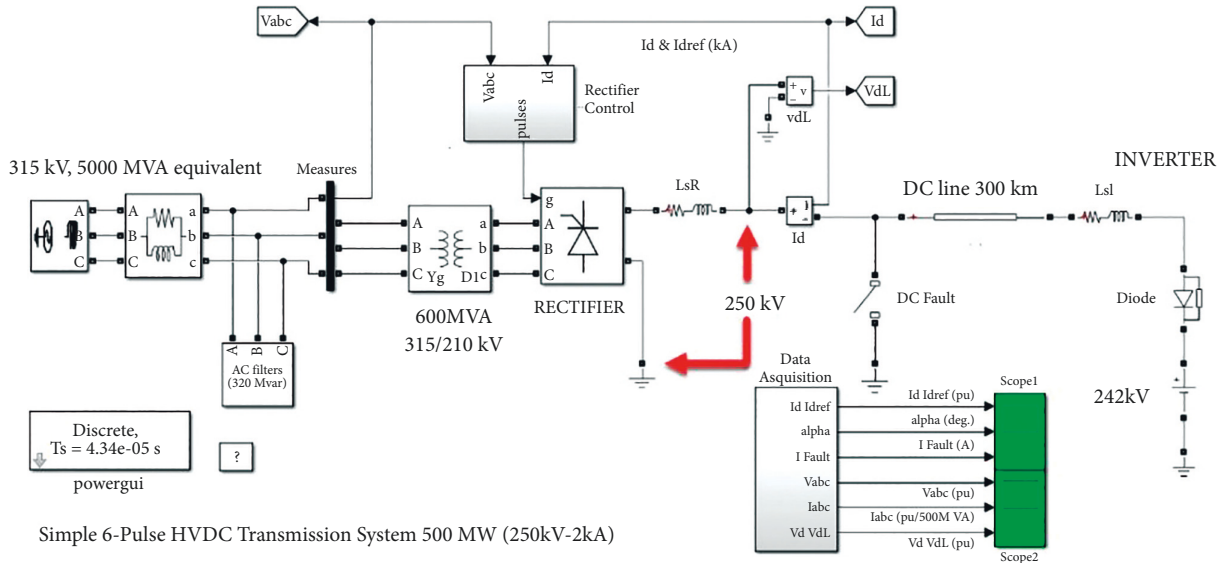 Vabc
Id
Id & Idref (kA)
Vabc
Id
pulses
Rectifier
Control
+
v
−
vdL
VdL
315 kV, 5000 MVA equivalent
Measures
INVERTER
A
B
C
A
B
C
a
b
c
A
B
C
Yg
a
b
c
D1
g
A
B
C
LsR
Id
DC line 300 km
Lsl
600MVA
315/210 kV
RECTIFIER
250 kV
DC Fault
Diode
A
B
C
AC filters
(320 Mvar)
242kV
Data
Asquisition
Id Idref
alpha
I Fault
Vabc
Iabc
Vd VdL
Id Idref (pu)
alpha (deg.)
I Fault (A)
Vabc (pu)
Iabc (pu/500M VA)
Vd VdL (pu)
Scope1
Scope2
Discrete,
Ts = 4.34e-05 s
powergui
?
Simple 6-Pulse HVDC Transmission System 500 MW (250kV-2kA)